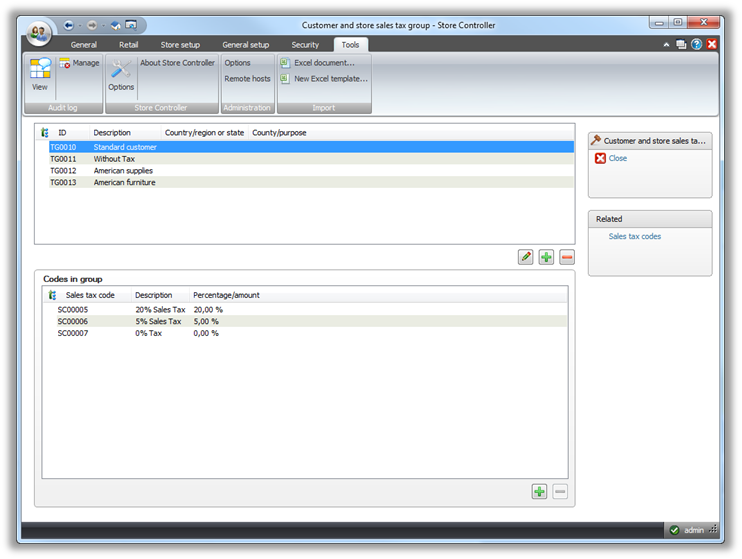 Customer and store sales tax group - Store Controller
General Retail Store setup General setup Security Tools
View
Manage
Audit log
Options
About Store Controller
Store Controller
Options
Remote hosts
Administration
Excel document...
New Excel template...
Import
ID Description Country/region or state County/purpose
TG0010 Standard customer
TG0011 Without Tax
TG0012 American supplies
TG0013 American furniture
Customer and store sales ta...
Close
Related
Sales tax codes
Codes in group
Sales tax code Description Percentage/amount
SC00005 20% Sales Tax 20,00 %
SC00006 5% Sales Tax 5,00 %
SC00007 0% Tax 0,00 %
admin